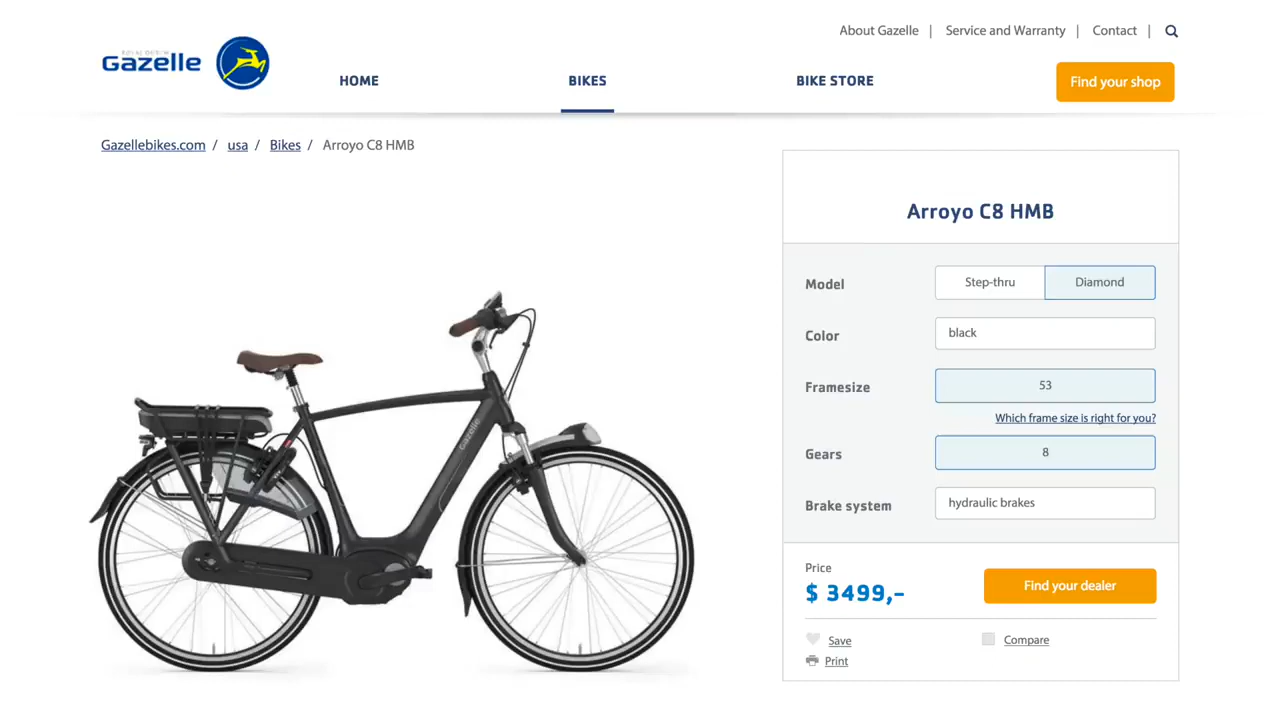 About Gazelle | Service and Warranty | Contact |
Gazelle
HOME
BIKES
BIKE STORE
Find your shop
Gazellebikes.com / usa / Bikes / Arroyo C8 HMB
gazelle
Arroyo C8 HMB
Model
Step-thru
Diamond
Color
black
Framesize
53
Which frame size is right for you?
Gears
8
Brake system
hydraulic brakes
Price
$ 3499,-
Find your dealer
Save
Compare
Print